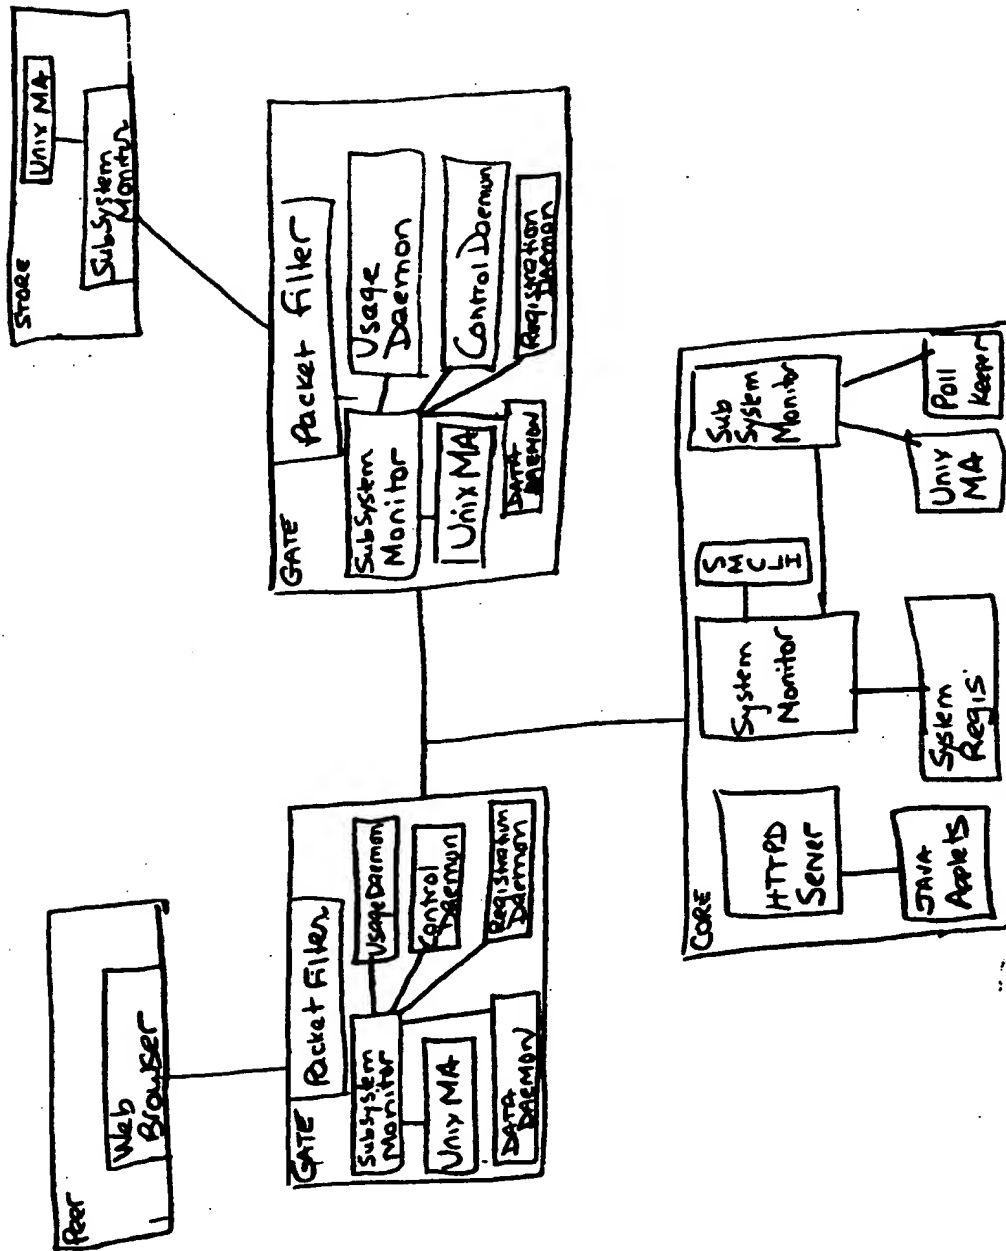 Peer
Web
Browser
GATE
Packet Filter
SubSystem
Monitor
Usage Daemon
Control
Daemon
Registration
Daemon
Unix MA
DATA
DAEMON
GATE
Packet Filter
SubSystem
Monitor
Usage
Daemon
Control Daemon
Registration
Daemon
Unix MA
DATA
DAEMON
STORE
Unix MA
SubSystem
Monitor
CORE
HTTPD
Server
JAVA
Applets
System
Monitor
SMCLI
System
Regis.
Sub
System
Monitor
Unix
MA
Poll
Keeper